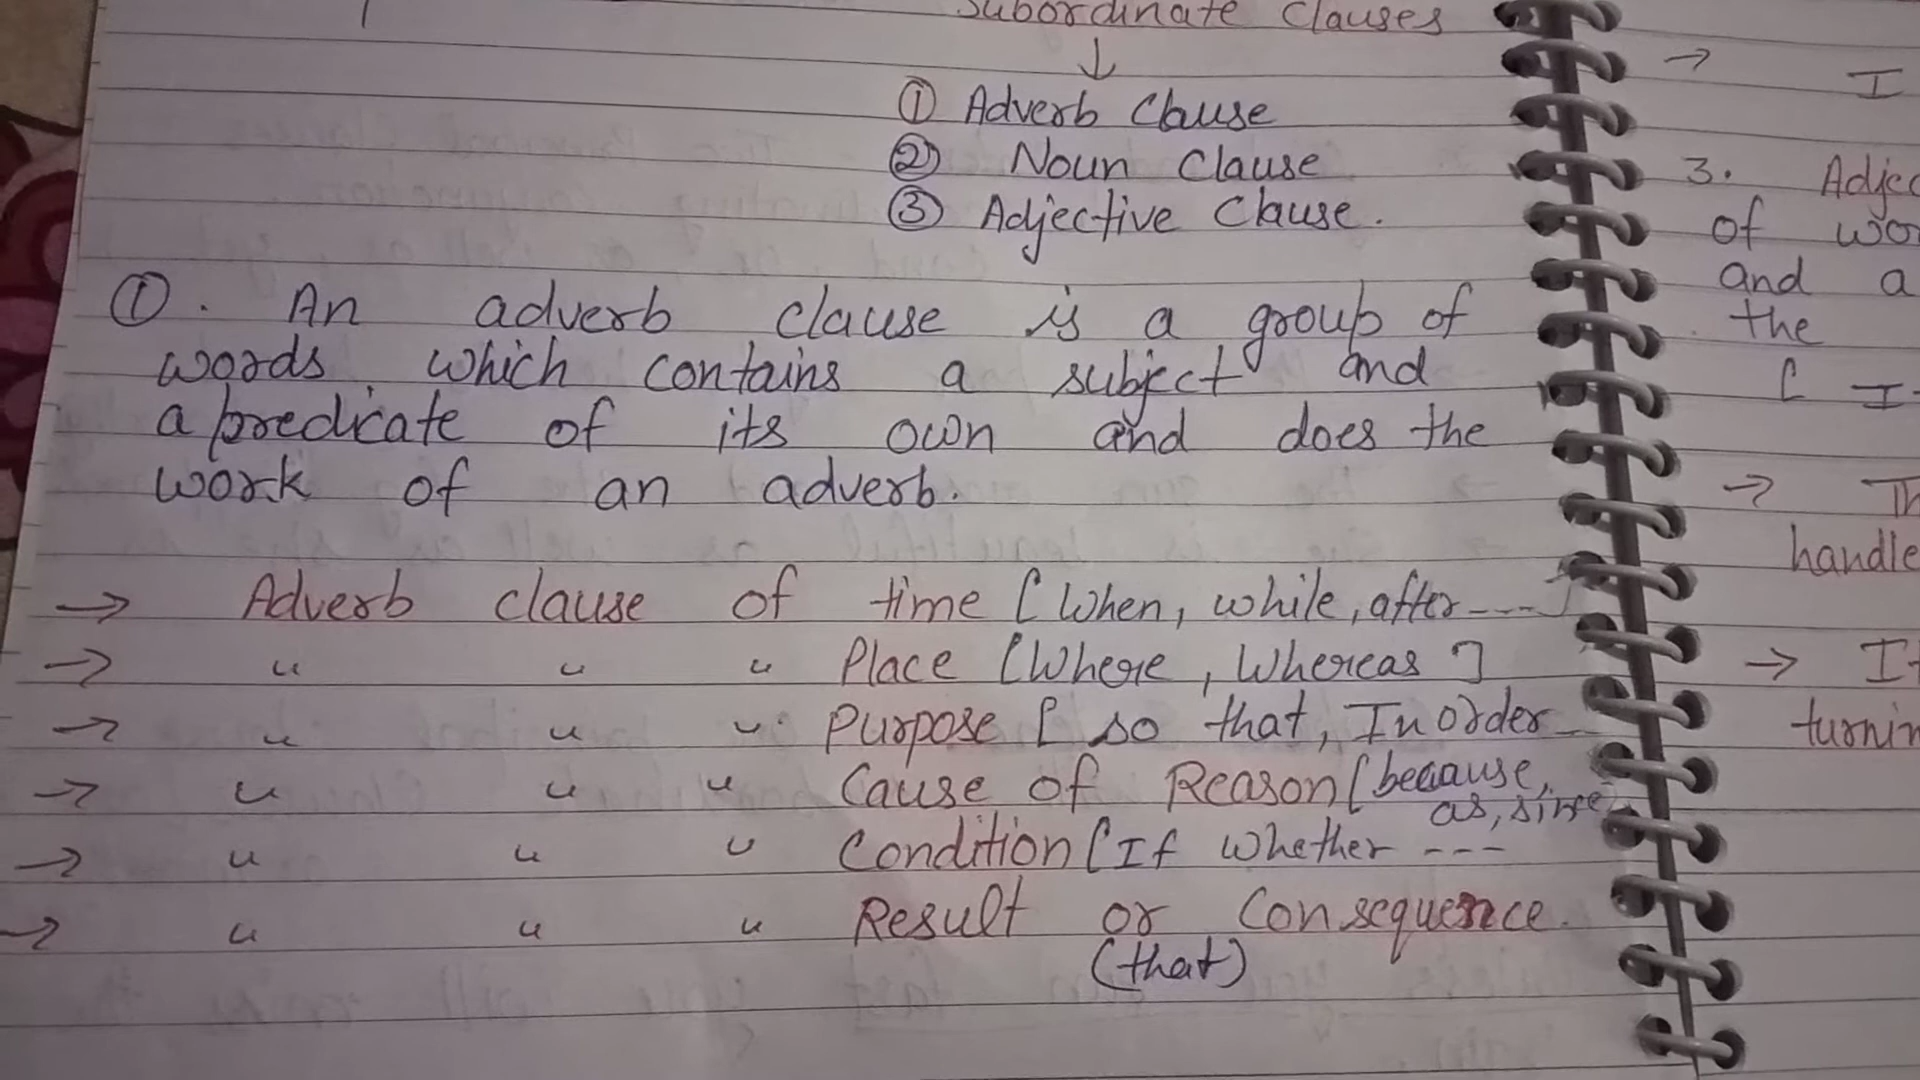 Subordinate Clauses
↓
① Adverb Clause
② Noun Clause
③ Adjective Clause.
①. An adverb clause is a group of
words which contains a subject and
a predicate of its own and does the
work of an adverb.
→ Adverb clause of time [When, while, after ----]
→ " " " Place [Where, Whereas]
→ " " " Purpose [so that, In order --
→ " " " Cause of Reason [because,
as, since
→ " " " Condition [If whether ---
→ " " " Result or Consequence.
(that)
→ I
3. Adjec
of wor
and a
the
[ It
→ Th
handle
→ It
turnin